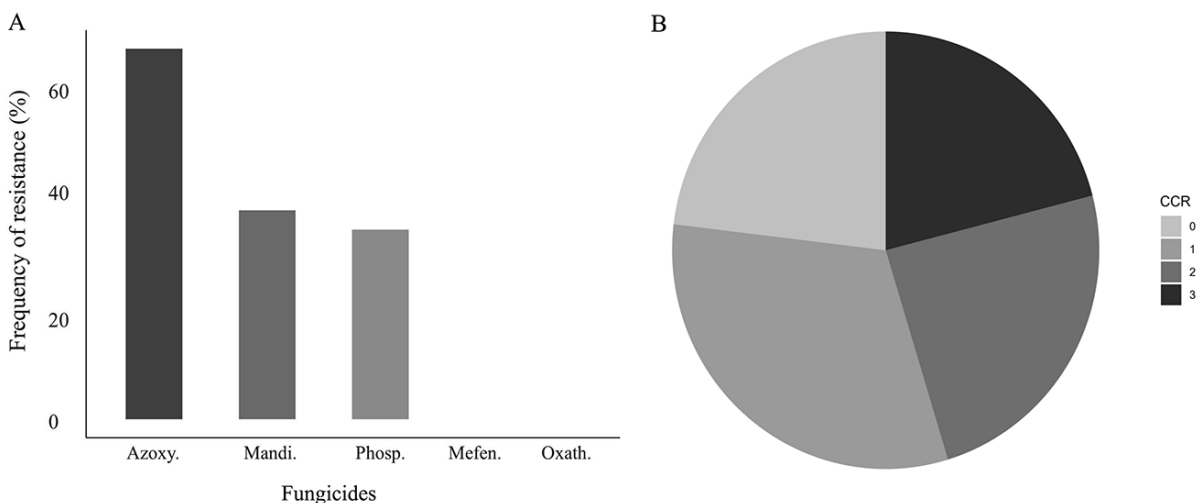 A
Frequency of resistance (%)
60
40
20
0
Azoxy. Mandi. Phosp. Mefen. Oxath.
Fungicides
B
CCR
0
1
2
3